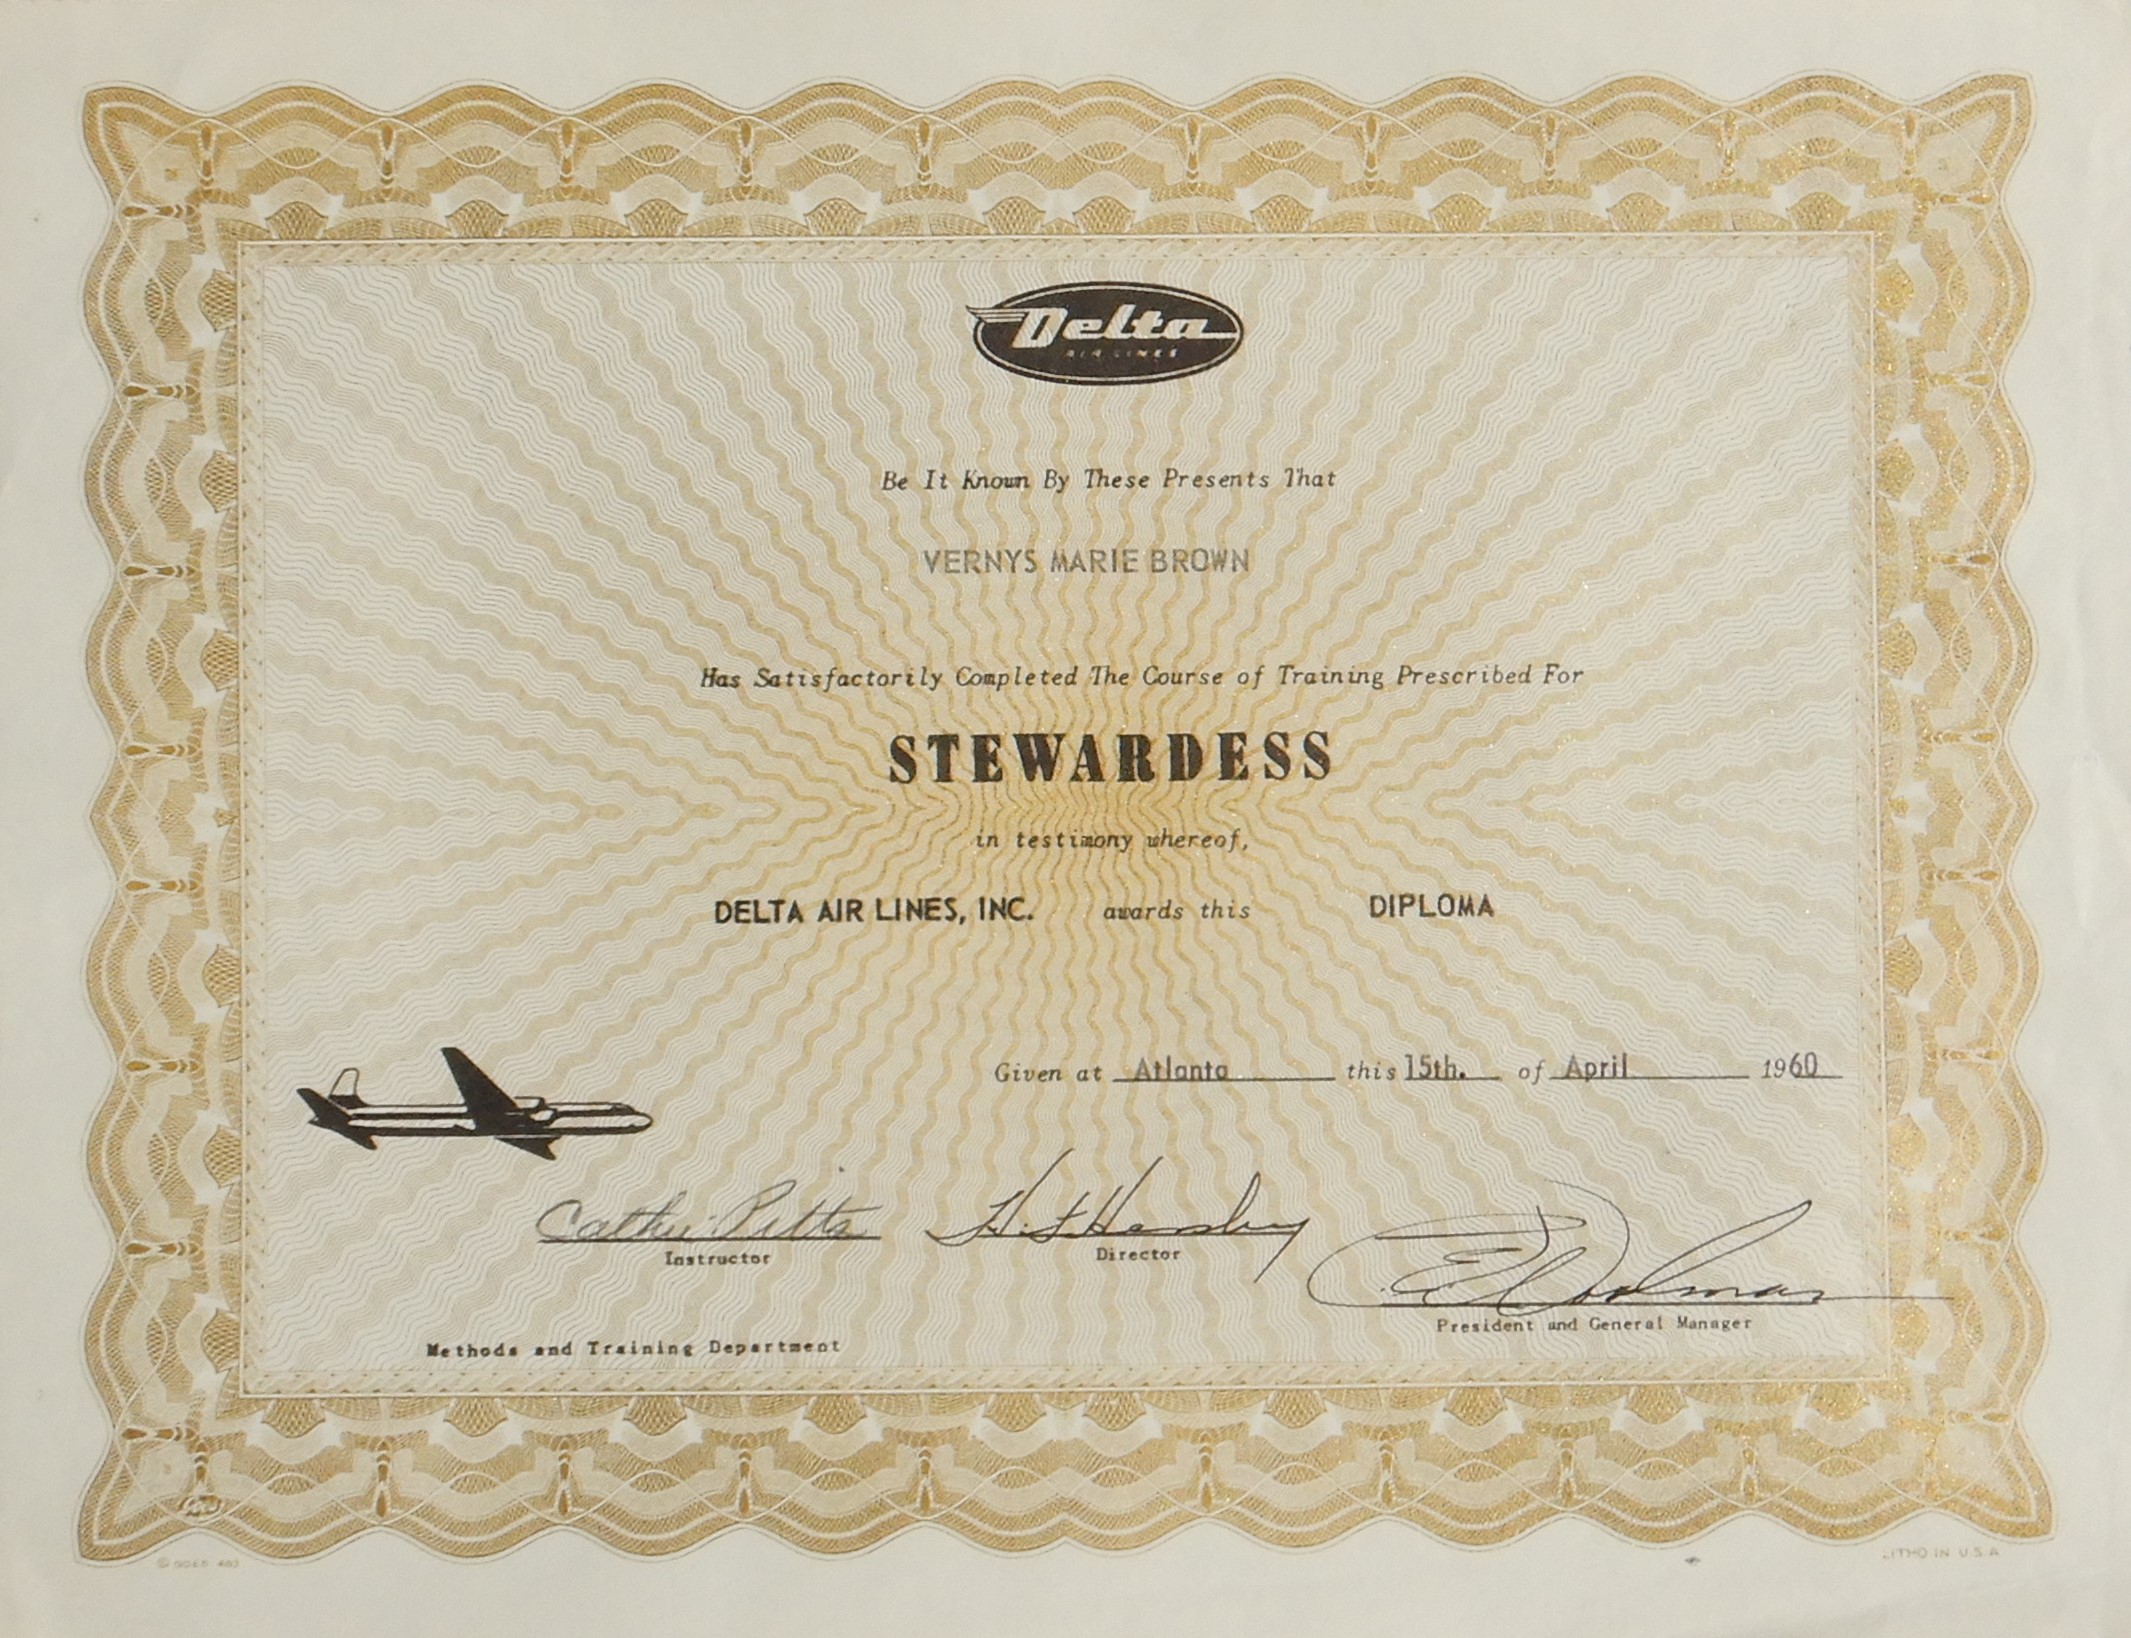 Delta
AIR LINES
Be It Known By These Presents That
VERNYS MARIE BROWN
Has Satisfactorily Completed The Course of Training Prescribed For
STEWARDESS
in testimony whereof,
DELTA AIR LINES, INC. awards this DIPLOMA
Given at Atlanta this 15th. of April 1960
Cathy Pitts
Instructor
Director
President and General Manager
Methods and Training Department
LITHO IN U.S.A